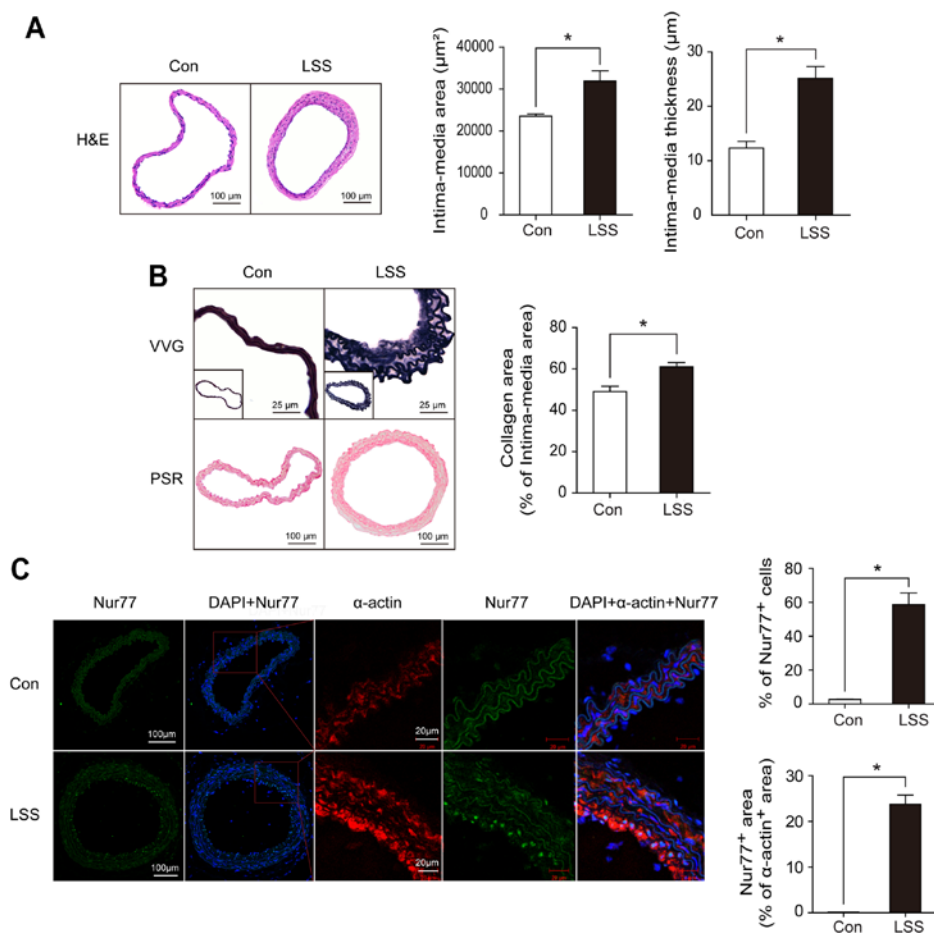 A
Con
LSS
H&E
100 μm
100 μm
Intima-media area (μm²)
40000
30000
20000
10000
0
*
Con
LSS
Intima-media thickness (μm)
30
20
10
0
*
Con
LSS
B
Con
LSS
VVG
25 μm
25 μm
PSR
100 μm
100 μm
Collagen area
(% of Intima-media area)
80
60
40
20
0
*
Con
LSS
C
Nur77
DAPI+Nur77
α-actin
Nur77
DAPI+α-actin+Nur77
Con
100μm
20μm
20 μm
LSS
100μm
20μm
% of Nur77⁺ cells
60
40
20
0
80
*
Con
LSS
Nur77⁺ area
(% of α-actin⁺ area)
30
20
10
0
*
Con
LSS